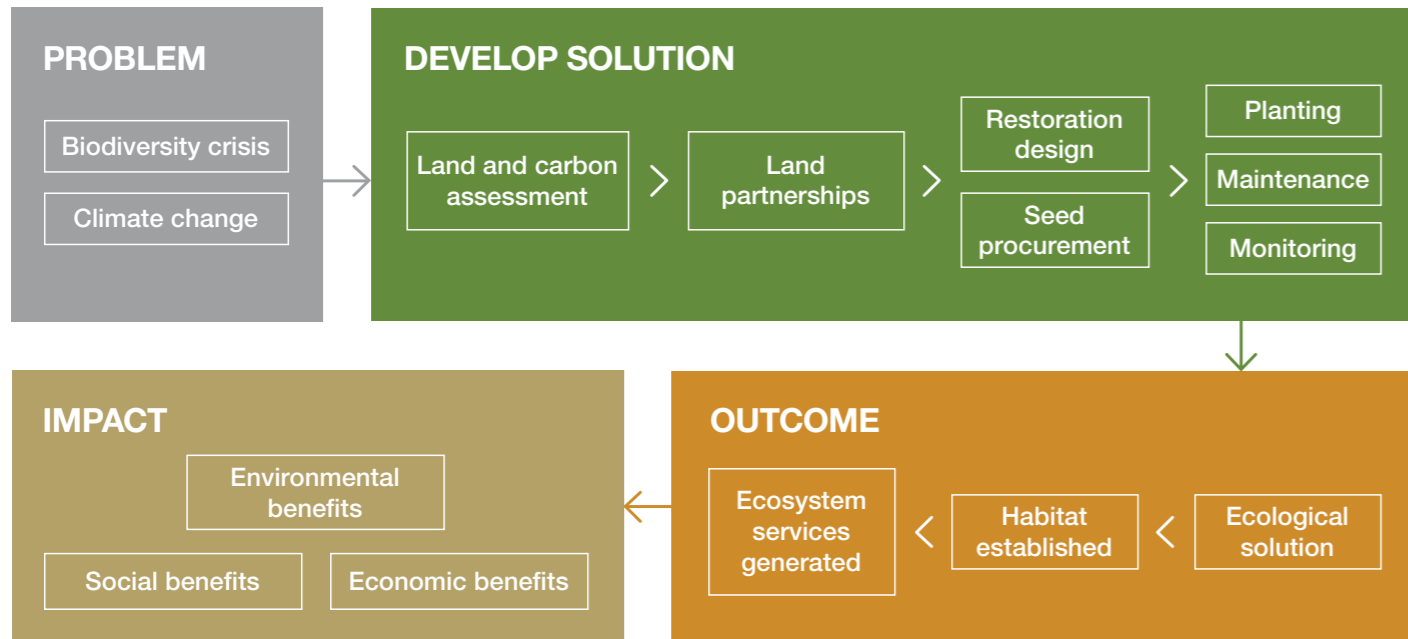 PROBLEM
Biodiversity crisis
Climate change
DEVELOP SOLUTION
Land and carbon
assessment
Land
partnerships
Restoration
design
Seed
procurement
Planting
Maintenance
Monitoring
OUTCOME
Ecological
solution
Habitat
established
Ecosystem
services
generated
IMPACT
Environmental
benefits
Social benefits
Economic benefits